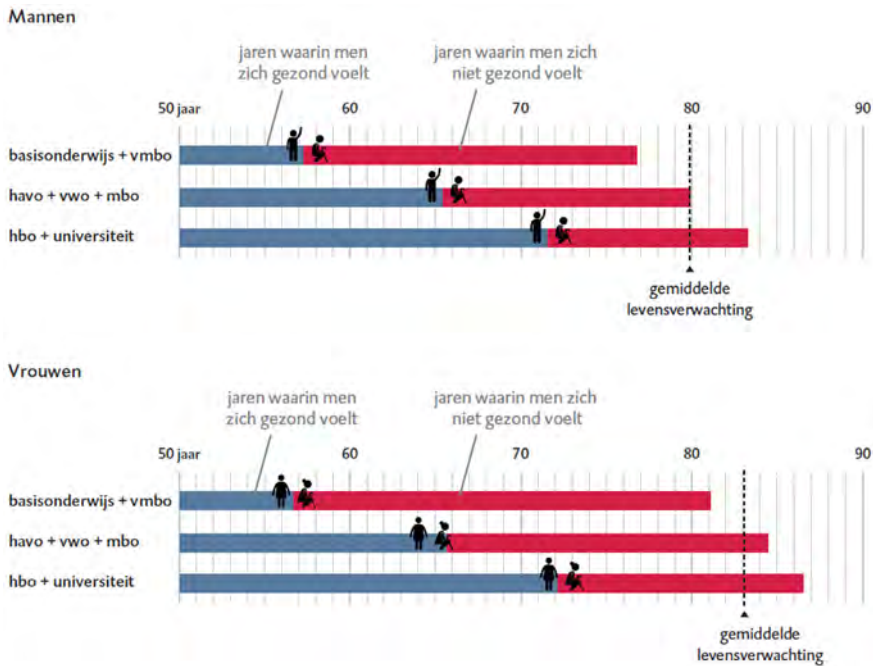 Mannen
jaren waarin men
zich gezond voelt
jaren waarin men zich
niet gezond voelt
50 jaar 60 70 80 90
basisonderwijs + vmbo
havo + vwo + mbo
hbo + universiteit
gemiddelde
levensverwachting
Vrouwen
jaren waarin men
zich gezond voelt
jaren waarin men zich
niet gezond voelt
50 jaar 60 70 80 90
basisonderwijs + vmbo
havo + vwo + mbo
hbo + universiteit
gemiddelde
levensverwachting